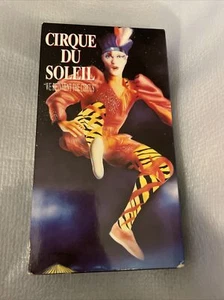 CIRQUE
DU
SOLEIL
"WE REINVENT THE CIRCUS"